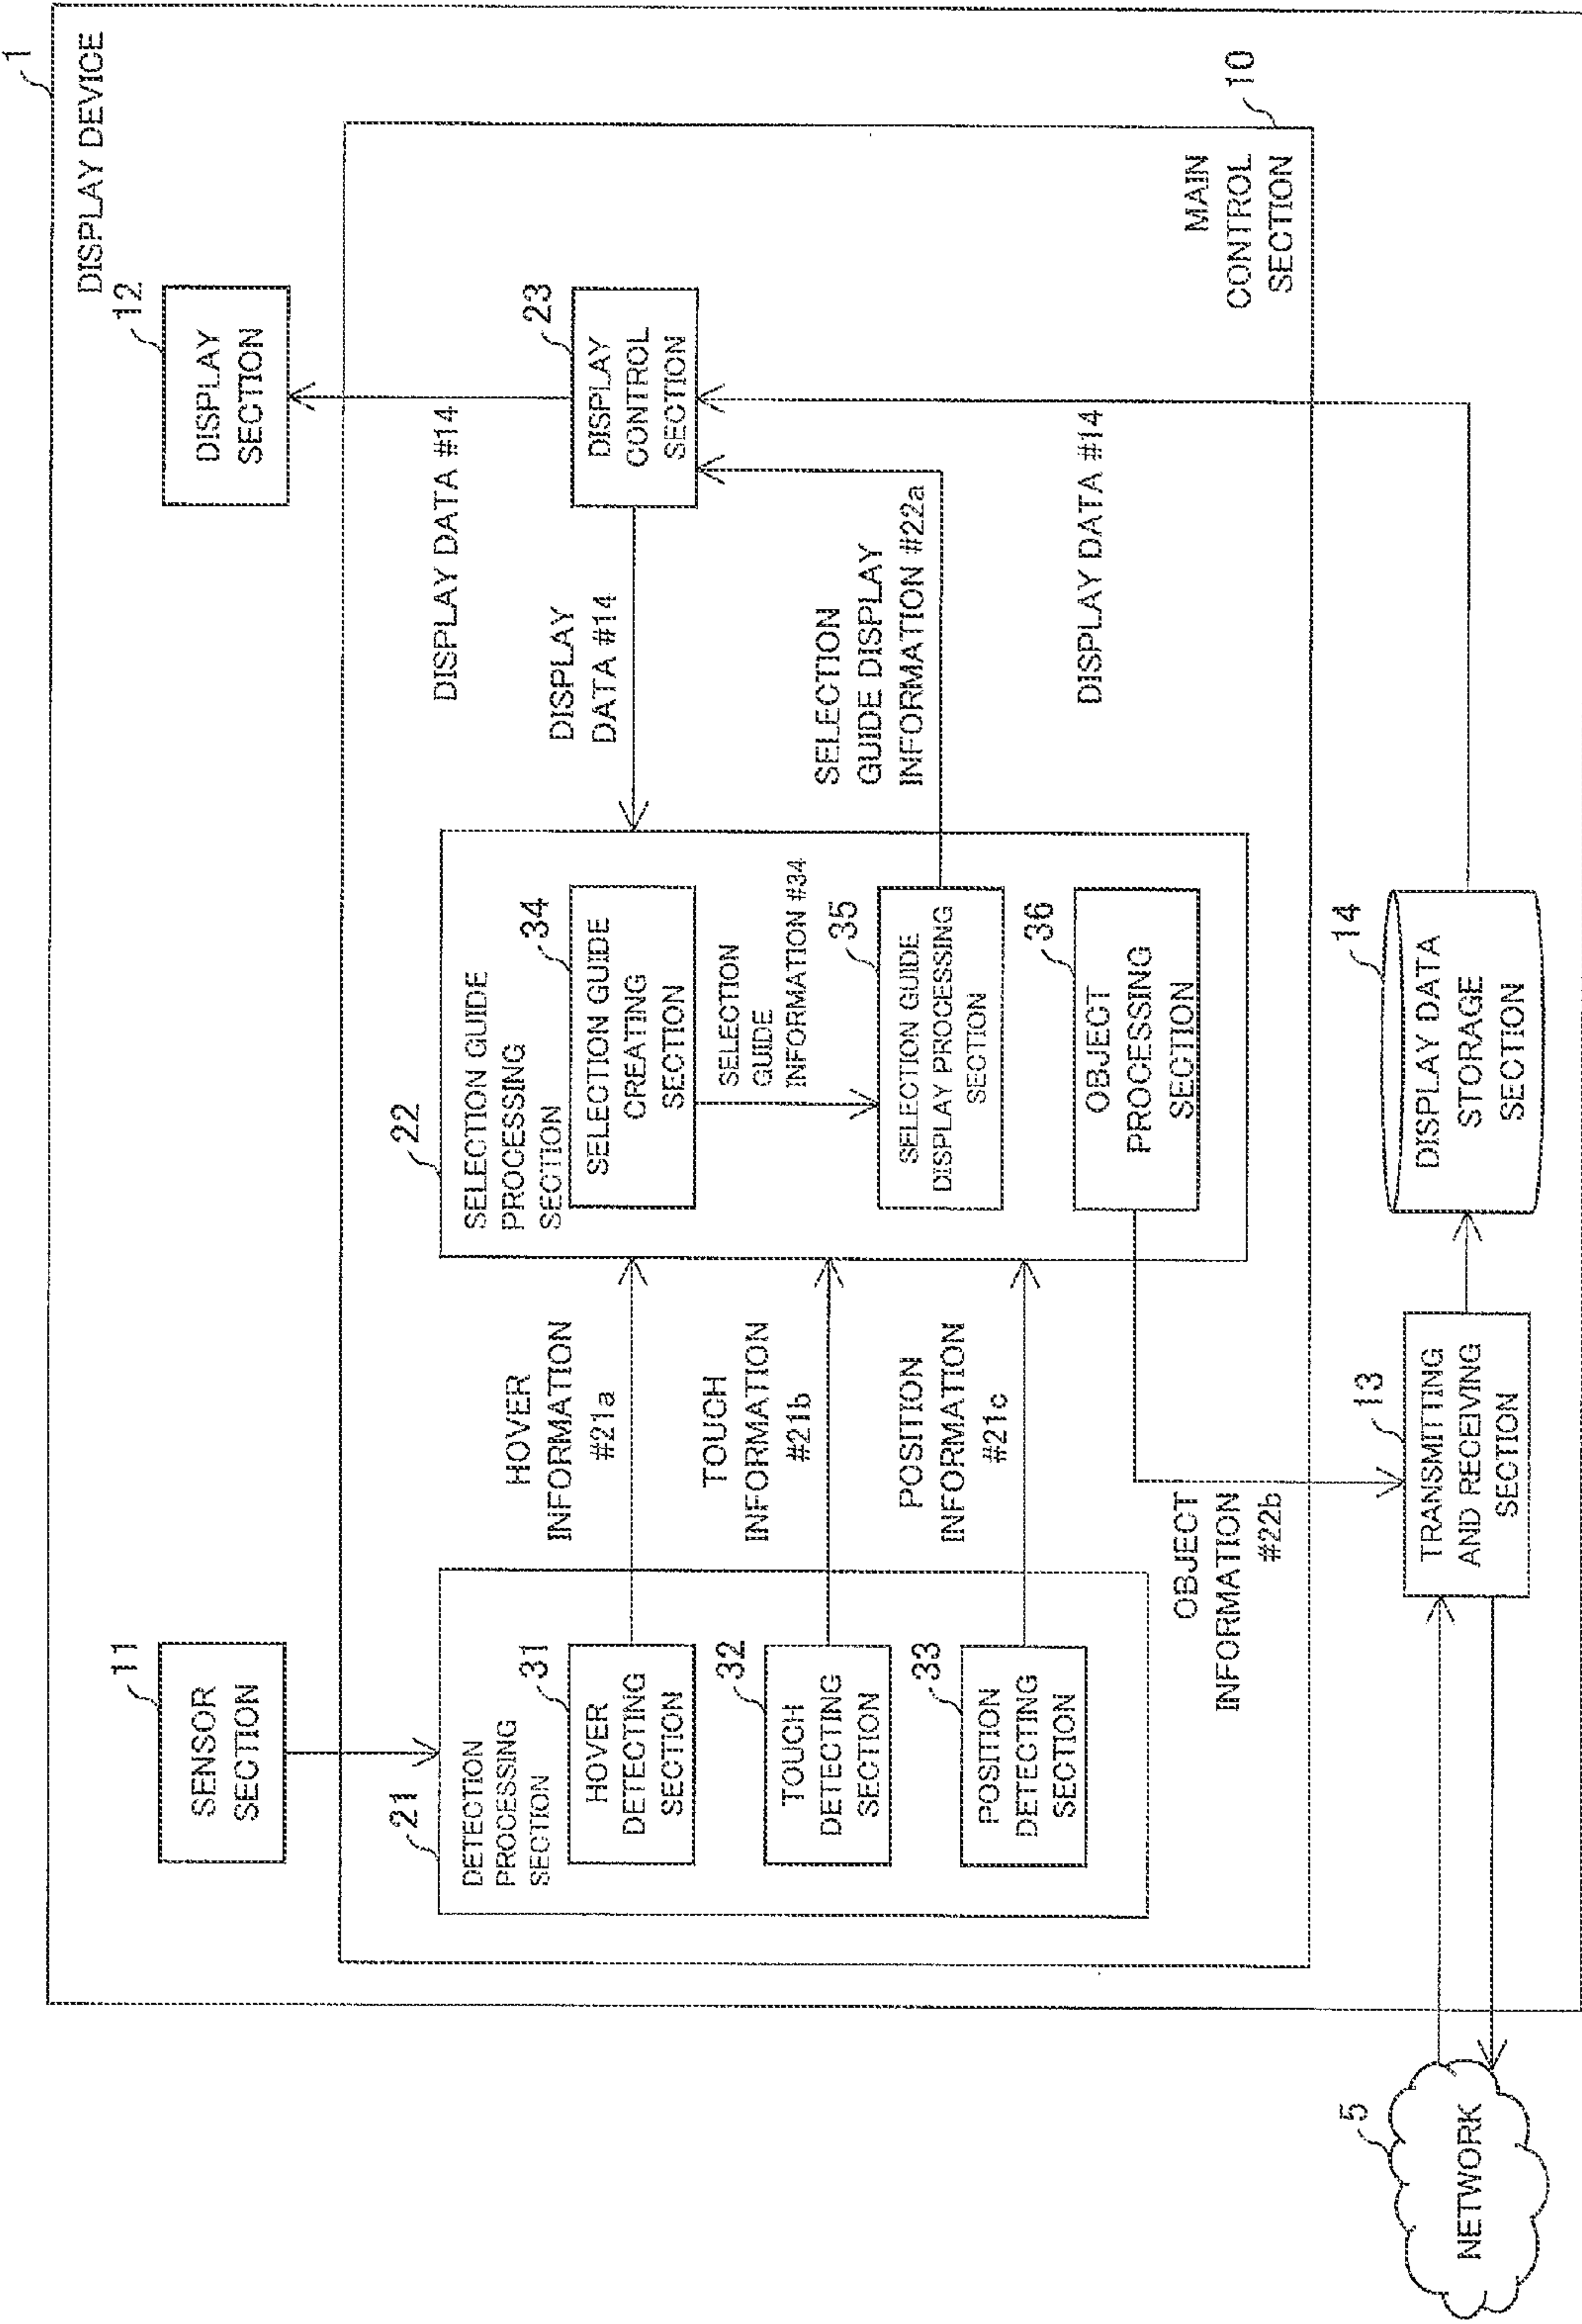 1
DISPLAY DEVICE
11
SENSOR
SECTION
12
DISPLAY
SECTION
21
DETECTION
PROCESSING
SECTION
31
HOVER
DETECTING
SECTION
32
TOUCH
DETECTING
SECTION
33
POSITION
DETECTING
SECTION
HOVER
INFORMATION
#21a
TOUCH
INFORMATION
#21b
POSITION
INFORMATION
#21c
22
SELECTION GUIDE
PROCESSING
SECTION
34
SELECTION GUIDE
CREATING
SECTION
SELECTION
GUIDE
INFORMATION #34
35
SELECTION GUIDE
DISPLAY PROCESSING
SECTION
36
OBJECT
PROCESSING
SECTION
DISPLAY DATA #14
DISPLAY
DATA #14
23
DISPLAY
CONTROL
SECTION
SELECTION
GUIDE DISPLAY
INFORMATION #22a
DISPLAY DATA #14
10
MAIN
CONTROL
SECTION
OBJECT
INFORMATION
#22b
13
TRANSMITTING
AND RECEIVING
SECTION
14
DISPLAY DATA
STORAGE
SECTION
5
NETWORK